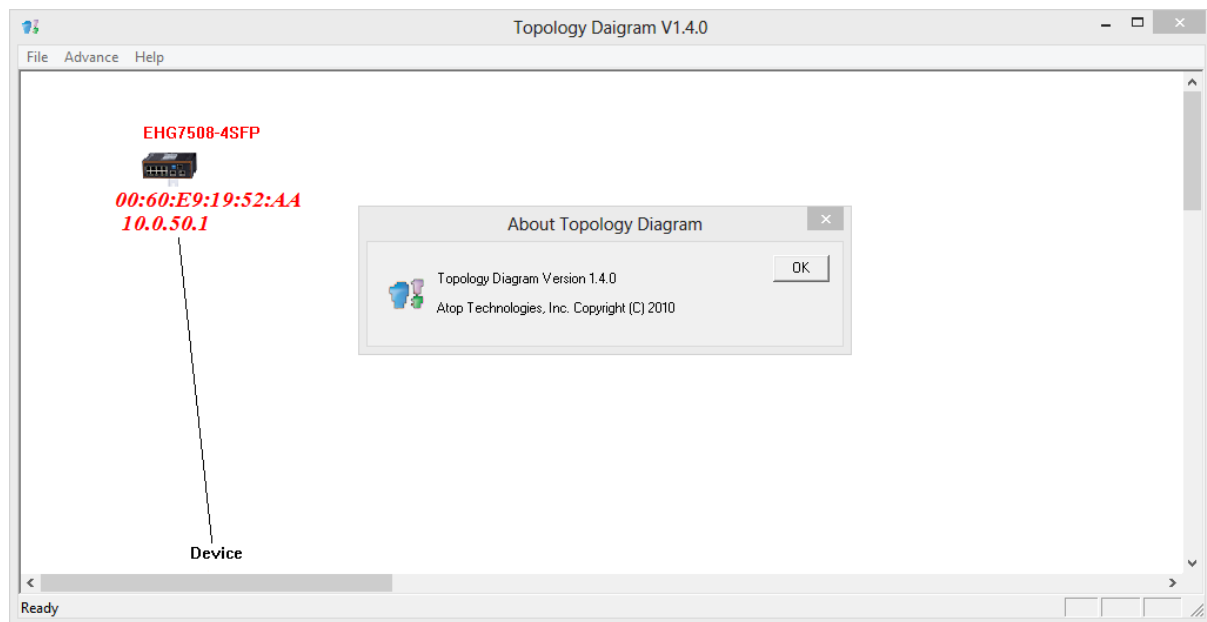 Topology Daigram V1.4.0
File Advance Help
EHG7508-4SFP
00:60:E9:19:52:AA
10.0.50.1
About Topology Diagram
OK
Topology Diagram Version 1.4.0
Atop Technologies, Inc. Copyright (C) 2010
Device
Ready